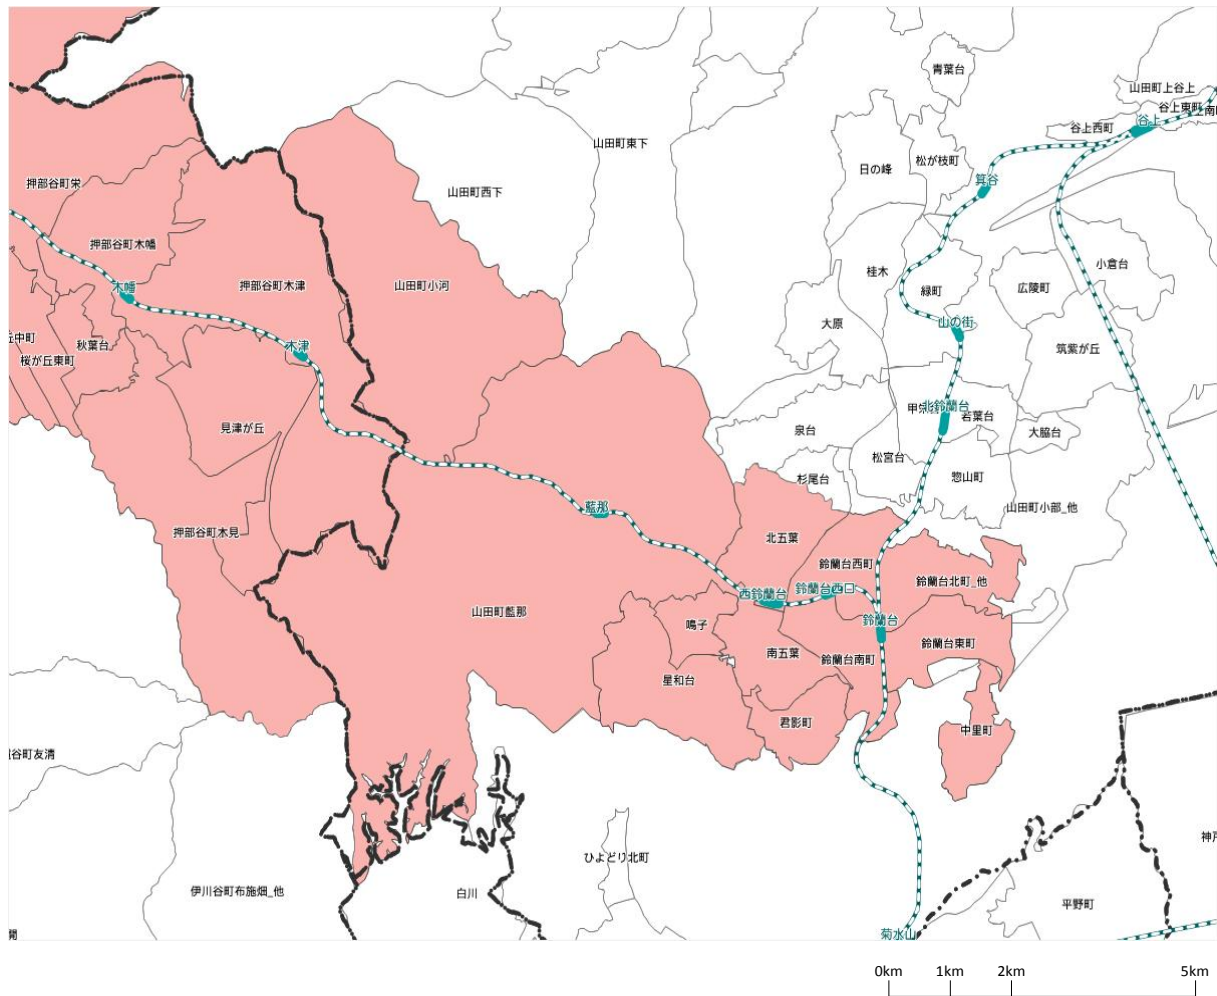 青葉台
山田町上谷上
谷上東町
谷上
谷上西町
山田町東下
松が枝町
日の峰
箕谷
押部谷町栄
山田町西下
押部谷町木幡
小倉台
桂木
押部谷町木津
山田町小河
木幡
緑町
広陵町
大原
山の街
丘中町
秋葉台
木津
桜が丘東町
筑紫が丘
北鈴蘭台
若葉台
見津が丘
泉台
大脇台
松宮台
杉尾台
惣山町
藍那
山田町小部_他
押部谷町木見
北五葉
鈴蘭台西町
鈴蘭台北町_他
西鈴蘭台
鈴蘭台西口
山田町藍那
鳴子
鈴蘭台
鈴蘭台東町
南五葉
鈴蘭台南町
星和台
君影町
中里町
谷町友清
神戸
ひよどり北町
伊川谷町布施畑_他
白川
平野町
菊水山
0km 1km 2km 5km